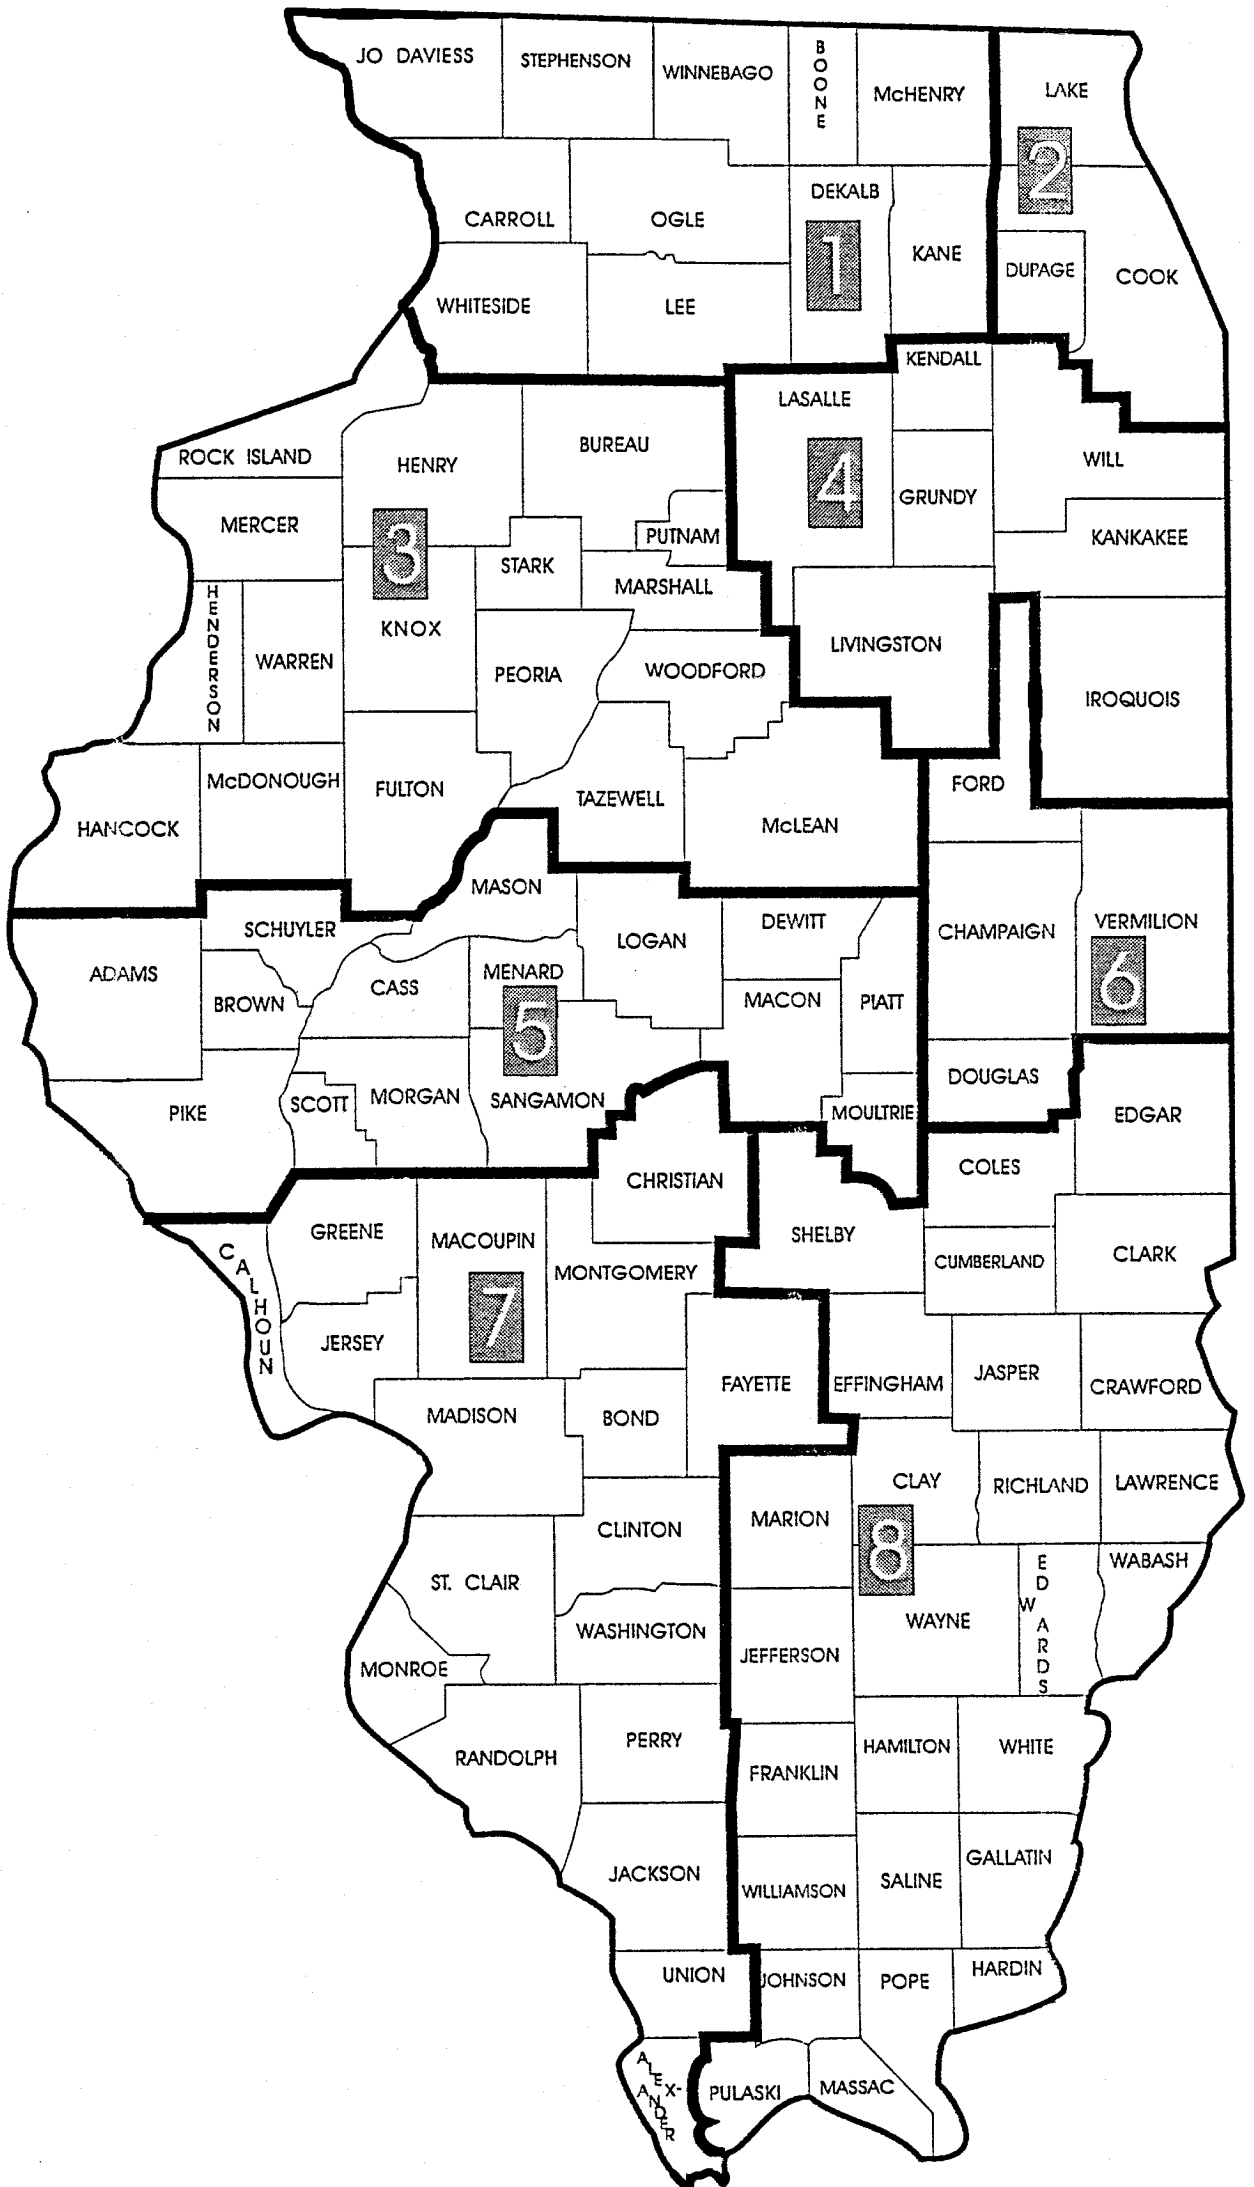 JO DAVIESS
STEPHENSON
WINNEBAGO
BOONE
McHENRY
LAKE
2
CARROLL
OGLE
DEKALB
1
KANE
DUPAGE
COOK
WHITESIDE
LEE
KENDALL
LASALLE
ROCK ISLAND
HENRY
BUREAU
4
GRUNDY
WILL
MERCER
3
PUTNAM
KANKAKEE
STARK
MARSHALL
HENDERSON
WARREN
KNOX
PEORIA
WOODFORD
LIVINGSTON
IROQUOIS
McDONOUGH
FULTON
TAZEWELL
FORD
HANCOCK
McLEAN
MASON
SCHUYLER
LOGAN
DEWITT
CHAMPAIGN
VERMILION
6
ADAMS
BROWN
CASS
MENARD
5
MACON
PIATT
DOUGLAS
PIKE
SCOTT
MORGAN
SANGAMON
MOULTRIE
EDGAR
CHRISTIAN
COLES
CALHOUN
GREENE
MACOUPIN
7
MONTGOMERY
SHELBY
CUMBERLAND
CLARK
JERSEY
FAYETTE
EFFINGHAM
JASPER
CRAWFORD
MADISON
BOND
CLAY
RICHLAND
LAWRENCE
CLINTON
MARION
8
ST. CLAIR
WABASH
EDWARDS
WASHINGTON
WAYNE
MONROE
JEFFERSON
RANDOLPH
PERRY
FRANKLIN
HAMILTON
WHITE
JACKSON
WILLIAMSON
SALINE
GALLATIN
UNION
JOHNSON
POPE
HARDIN
ALEX-
ANDER
PULASKI
MASSAC